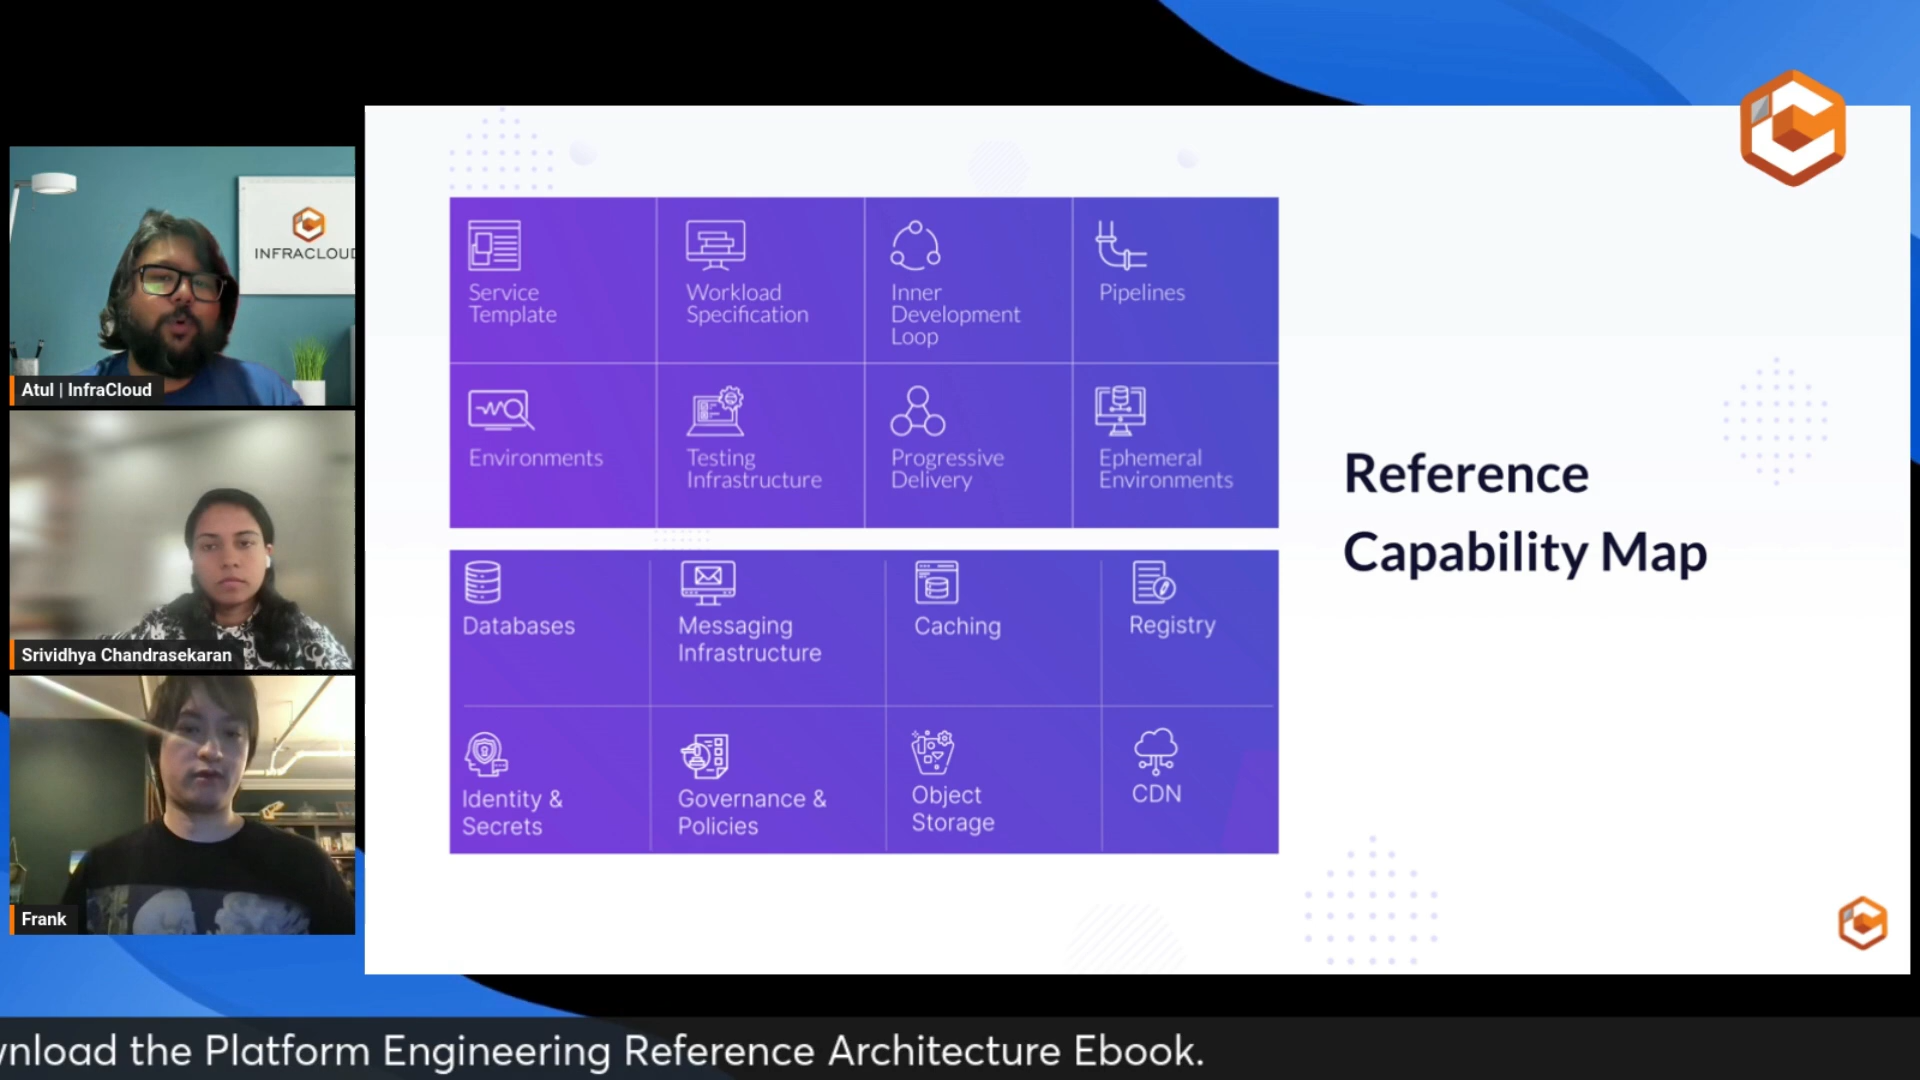 INFRACLOUD
Atul | InfraCloud
Srividhya Chandrasekaran
Frank
Service
Template
Workload
Specification
Inner
Development
Loop
Pipelines
Environments
Testing
Infrastructure
Progressive
Delivery
Ephemeral
Environments
Databases
Messaging
Infrastructure
Caching
Registry
Identity &
Secrets
Governance &
Policies
Object
Storage
CDN
Reference
Capability Map
wnload the Platform Engineering Reference Architecture Ebook.